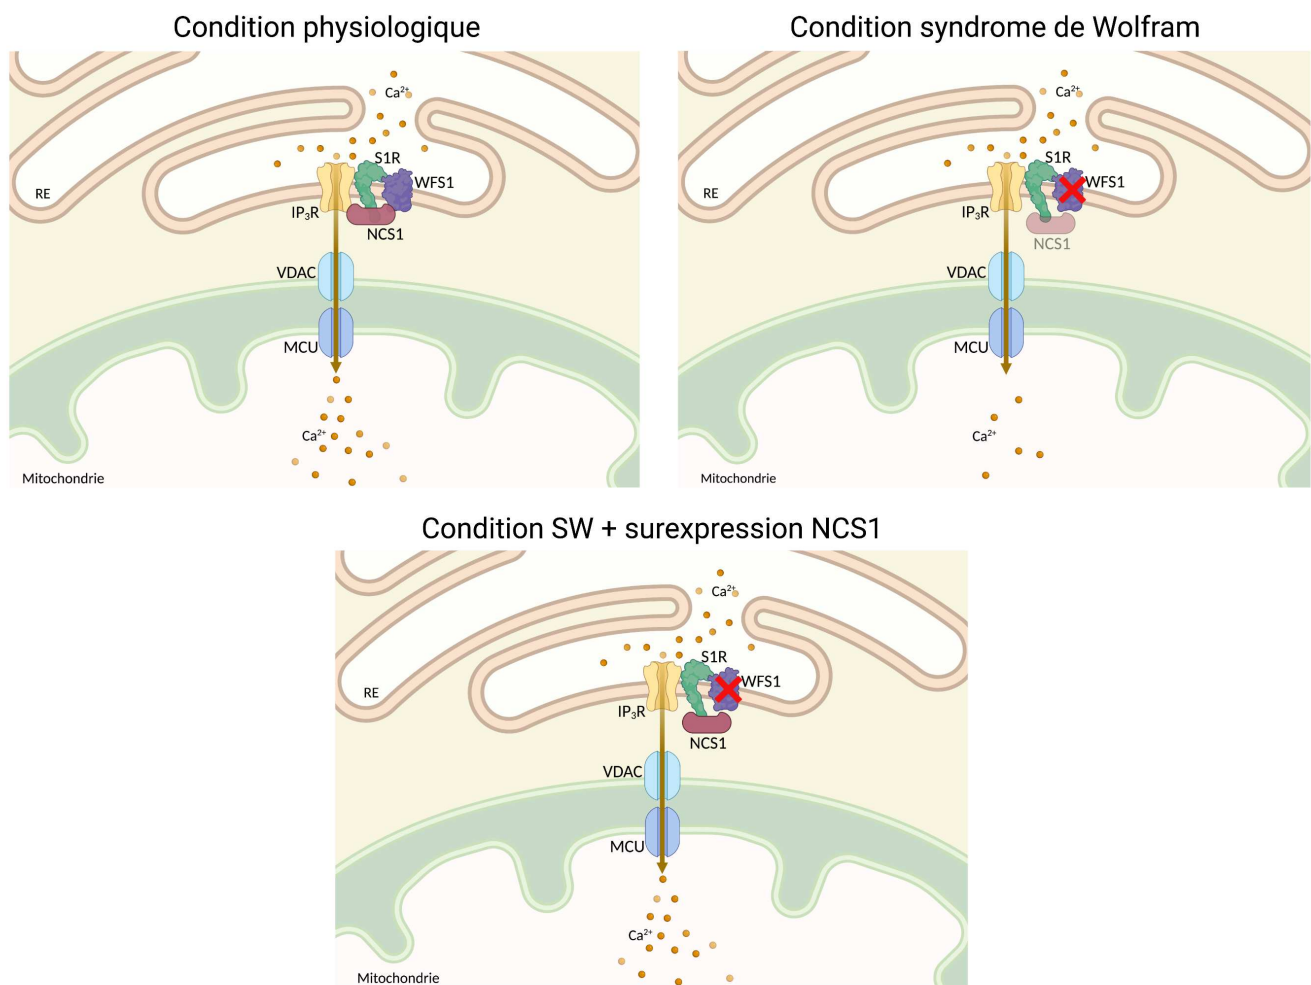 Condition physiologique
Ca²⁺
S1R
WFS1
RE
IP₃R
NCS1
VDAC
MCU
Ca²⁺
Mitochondrie
Condition syndrome de Wolfram
Ca²⁺
S1R
WFS1
RE
IP₃R
NCS1
VDAC
MCU
Ca²⁺
Mitochondrie
Condition SW + surexpression NCS1
Ca²⁺
S1R
WFS1
RE
IP₃R
NCS1
VDAC
MCU
Ca²⁺
Mitochondrie